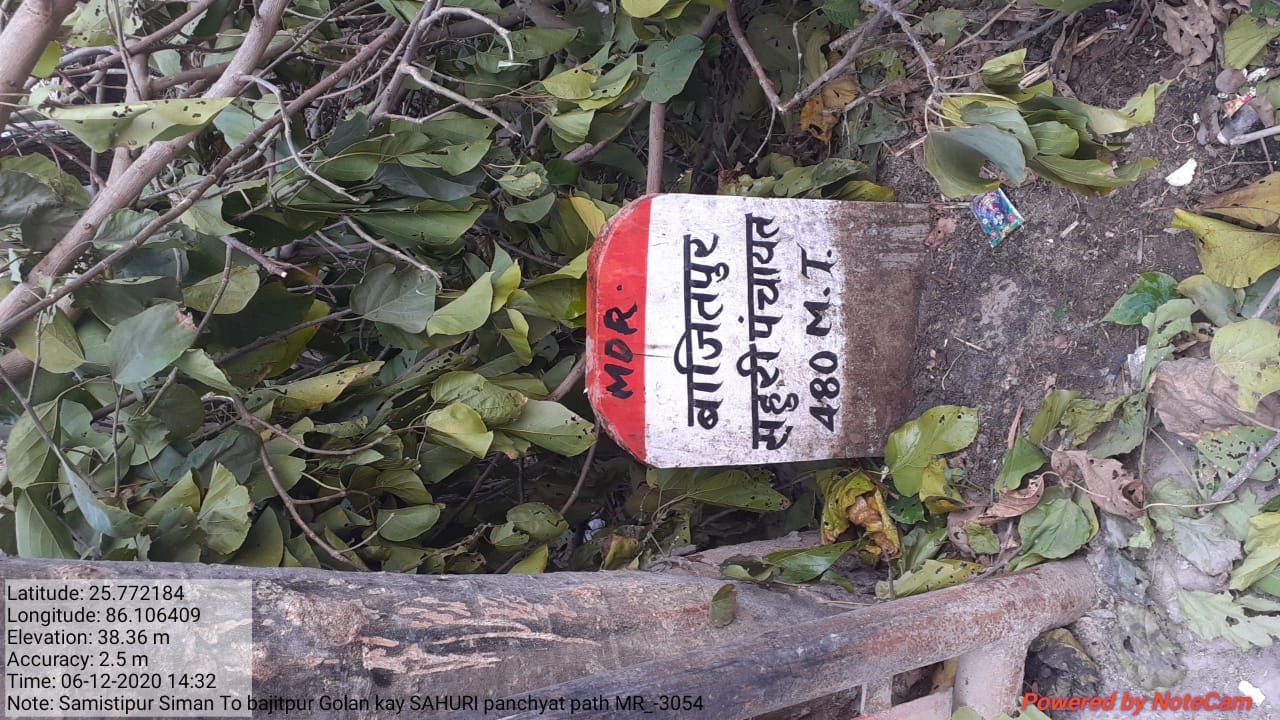 MDR.
बाजितपुर
सहुरी पंचायत
480 M.T.
Latitude: 25.772184
Longitude: 86.106409
Elevation: 38.36 m
Accuracy: 2.5 m
Time: 06-12-2020 14:32
Note: Samistipur Siman To bajitpur Golan kay SAHURI panchyat path MR_-3054
Powered by NoteCam